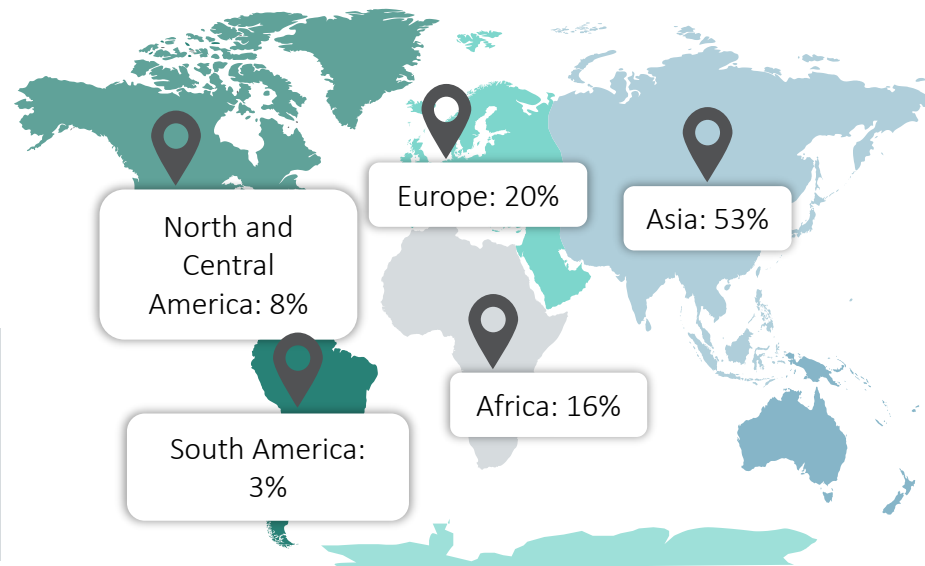 Europe: 20%
Asia: 53%
North and
Central
America: 8%
Africa: 16%
South America:
3%